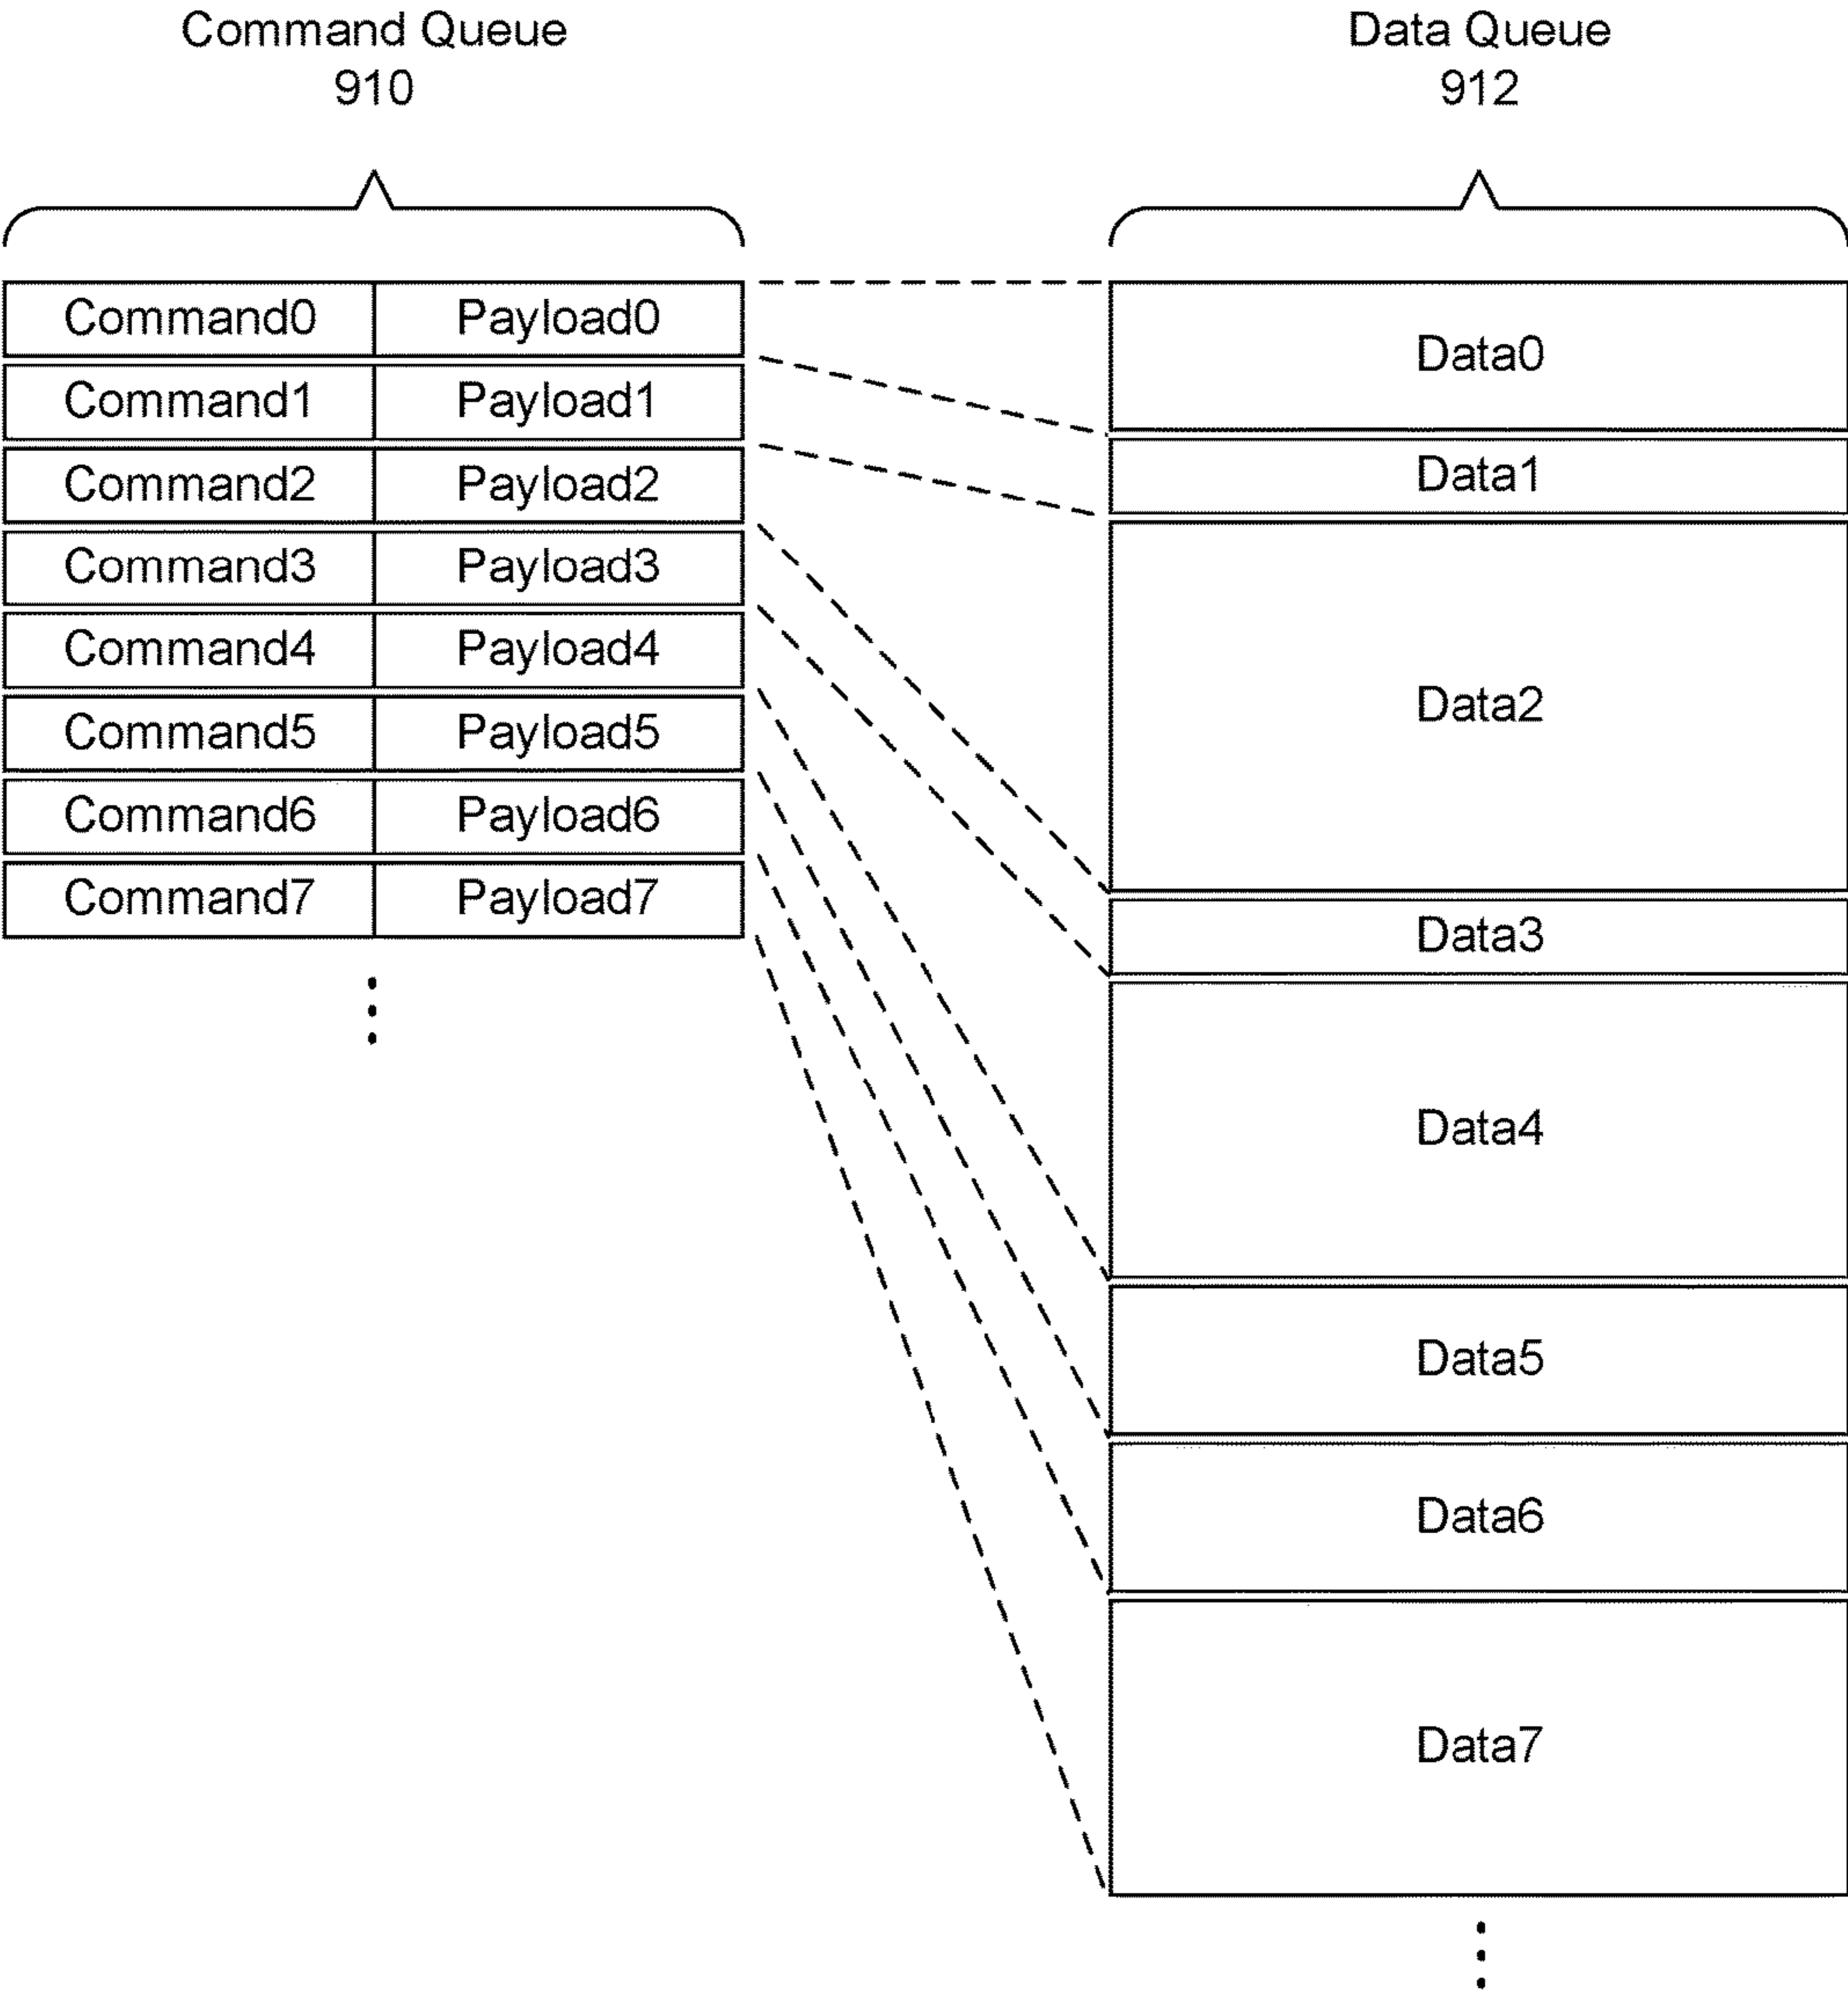 Command Queue
910
Data Queue
912
Command0 Payload0
Command1 Payload1
Command2 Payload2
Command3 Payload3
Command4 Payload4
Command5 Payload5
Command6 Payload6
Command7 Payload7
Data0
Data1
Data2
Data3
Data4
Data5
Data6
Data7